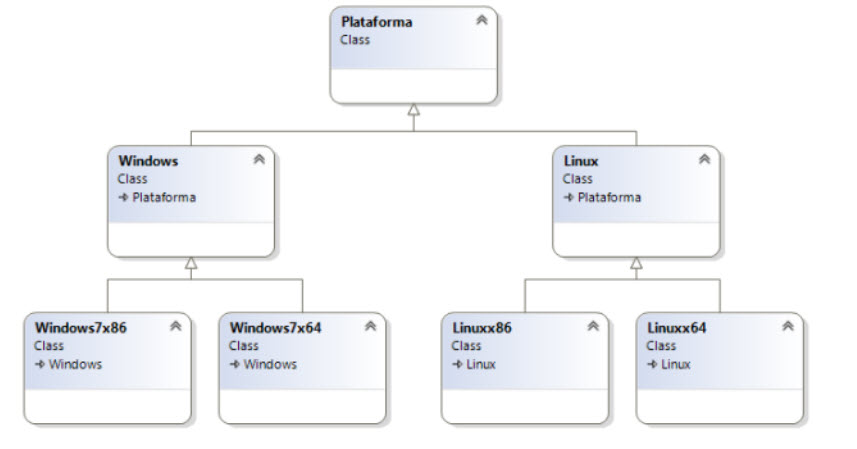 Plataforma
Class
Windows
Class
Plataforma
Linux
Class
Plataforma
Windows7x86
Class
Windows
Windows7x64
Class
Windows
Linuxx86
Class
Linux
Linuxx64
Class
Linux